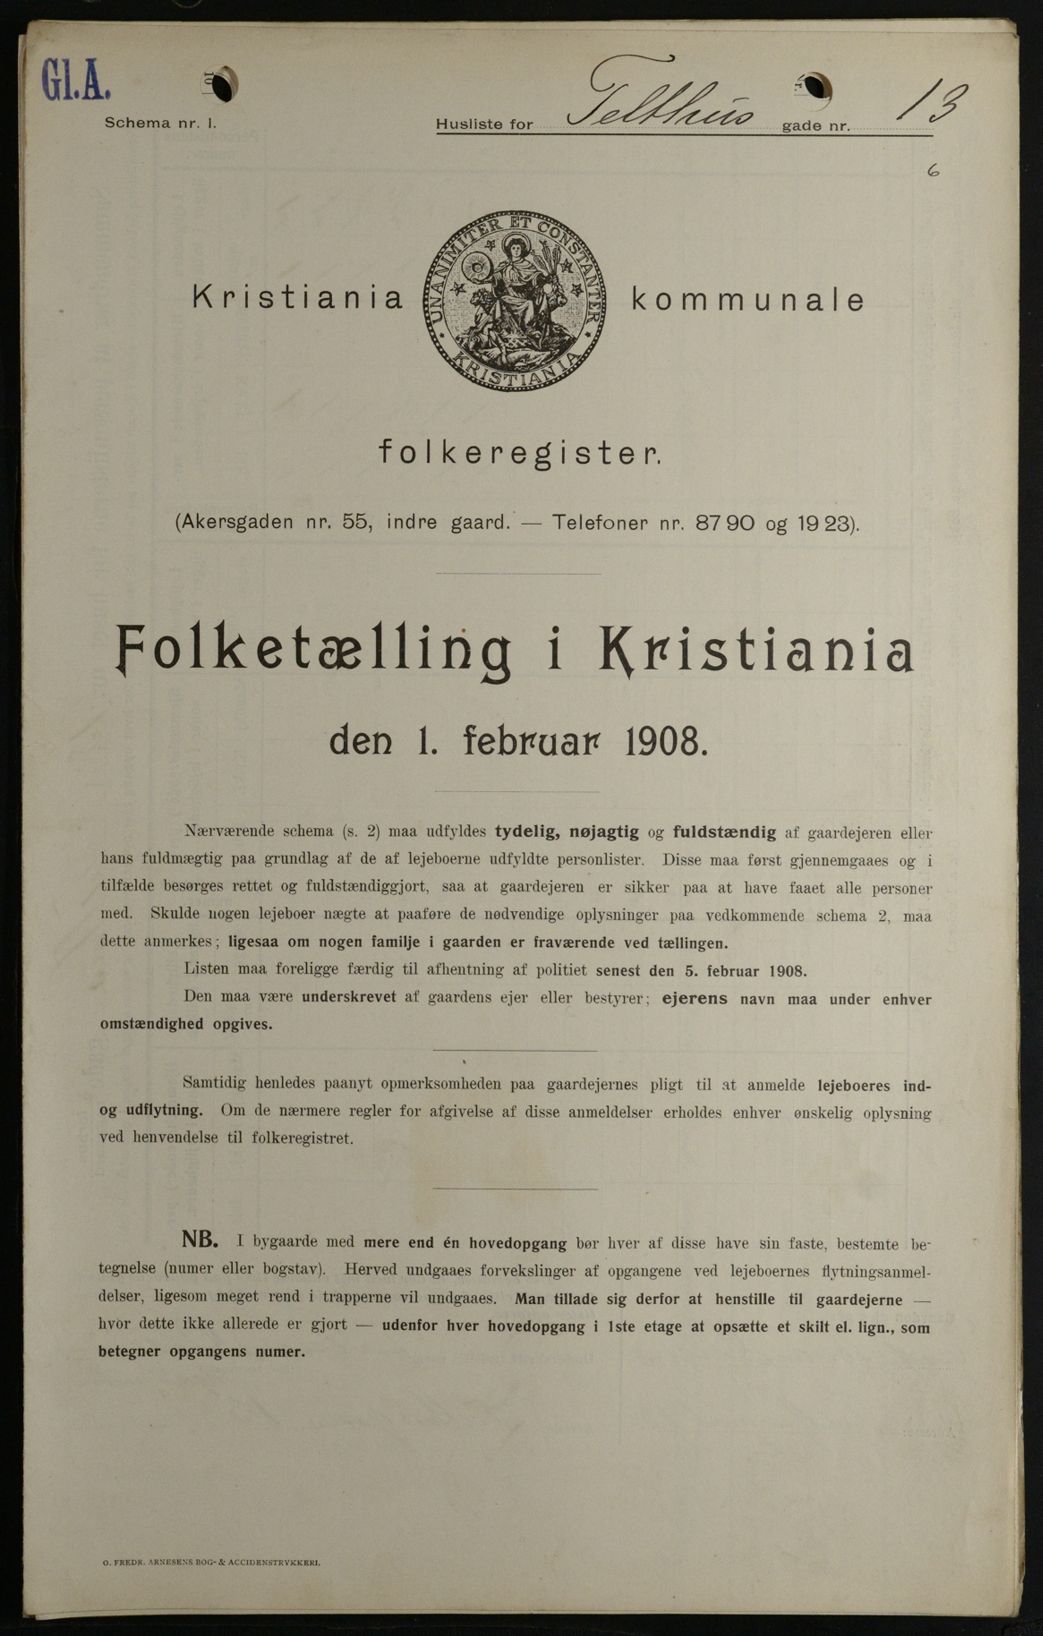 Gl.A.
Schema nr. 1.
Husliste for Telthus gade nr. 13
6
Kristiania kommunale
UNANIMITER ET CONSTANTER
KRISTIANIA
folkeregister.
(Akersgaden nr. 55, indre gaard. — Telefoner nr. 87 90 og 19 23).
Folketælling i Kristiania
den 1. februar 1908.
Nærværende schema (s. 2) maa udfyldes tydelig, nøjagtig og fuldstændig af gaardejeren eller
hans fuldmægtig paa grundlag af de af lejeboerne udfyldte personlister. Disse maa først gjennemgaaes og i
tilfælde besørges rettet og fuldstændiggjort, saa at gaardejeren er sikker paa at have faaet alle personer
med. Skulde nogen lejeboer nægte at paaføre de nødvendige oplysninger paa vedkommende schema 2, maa
dette anmerkes; ligesaa om nogen familje i gaarden er fraværende ved tællingen.
Listen maa foreligge færdig til afhentning af politiet senest den 5. februar 1908.
Den maa være underskrevet af gaardens ejer eller bestyrer; ejerens navn maa under enhver
omstændighed opgives.
Samtidig henledes paanyt opmerksomheden paa gaardejernes pligt til at anmelde lejeboeres ind-
og udflytning. Om de nærmere regler for afgivelse af disse anmeldelser erholdes enhver ønskelig oplysning
ved henvendelse til folkeregistret.
NB. I bygaarde med mere end én hovedopgang bør hver af disse have sin faste, bestemte be-
tegnelse (numer eller bogstav). Herved undgaaes forvekslinger af opgangene ved lejeboernes flytningsanmel-
delser, ligesom meget rend i trapperne vil undgaaes. Man tillade sig derfor at henstille til gaardejerne —
hvor dette ikke allerede er gjort — udenfor hver hovedopgang i 1ste etage at opsætte et skilt el. lign., som
betegner opgangens numer.
O. FREDR. ARNESENS BOG- & ACCIDENSTRYKKERI.